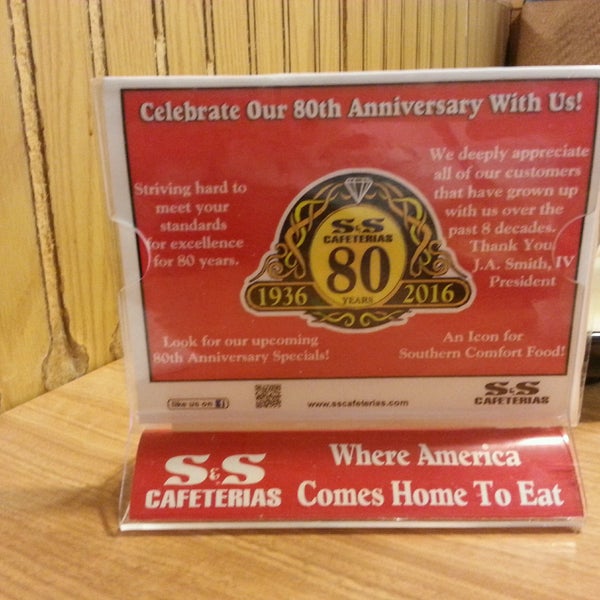 Celebrate Our 80th Anniversary With Us!
Striving hard to
meet your
standards
for excellence
for 80 years.
We deeply appreciate
all of our customers
that have grown up
with us over the
past 8 decades.
Thank You,
J.A. Smith, IV
President
S&S
CAFETERIAS
80
YEARS
1936
2016
Look for our upcoming
80th Anniversary Specials!
An Icon for
Southern Comfort Food!
like us on f
www.sscafeterias.com
S&S
CAFETERIAS
S&S
CAFETERIAS
Where America
Comes Home To Eat